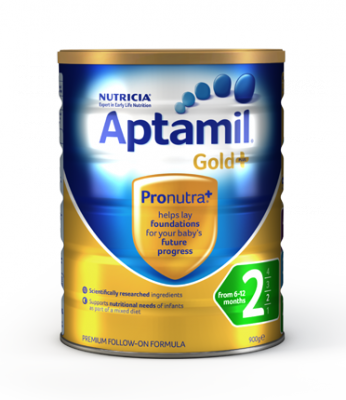 NUTRICIA
Expert in Early Life Nutrition
Aptamil
Gold+
Pronutra+
helps lay
foundations
for your baby's
future
progress
Scientifically researched ingredients
Supports nutritional needs of infants
as part of a mixed diet
from 6-12
months
2
PREMIUM FOLLOW-ON FORMULA
900g